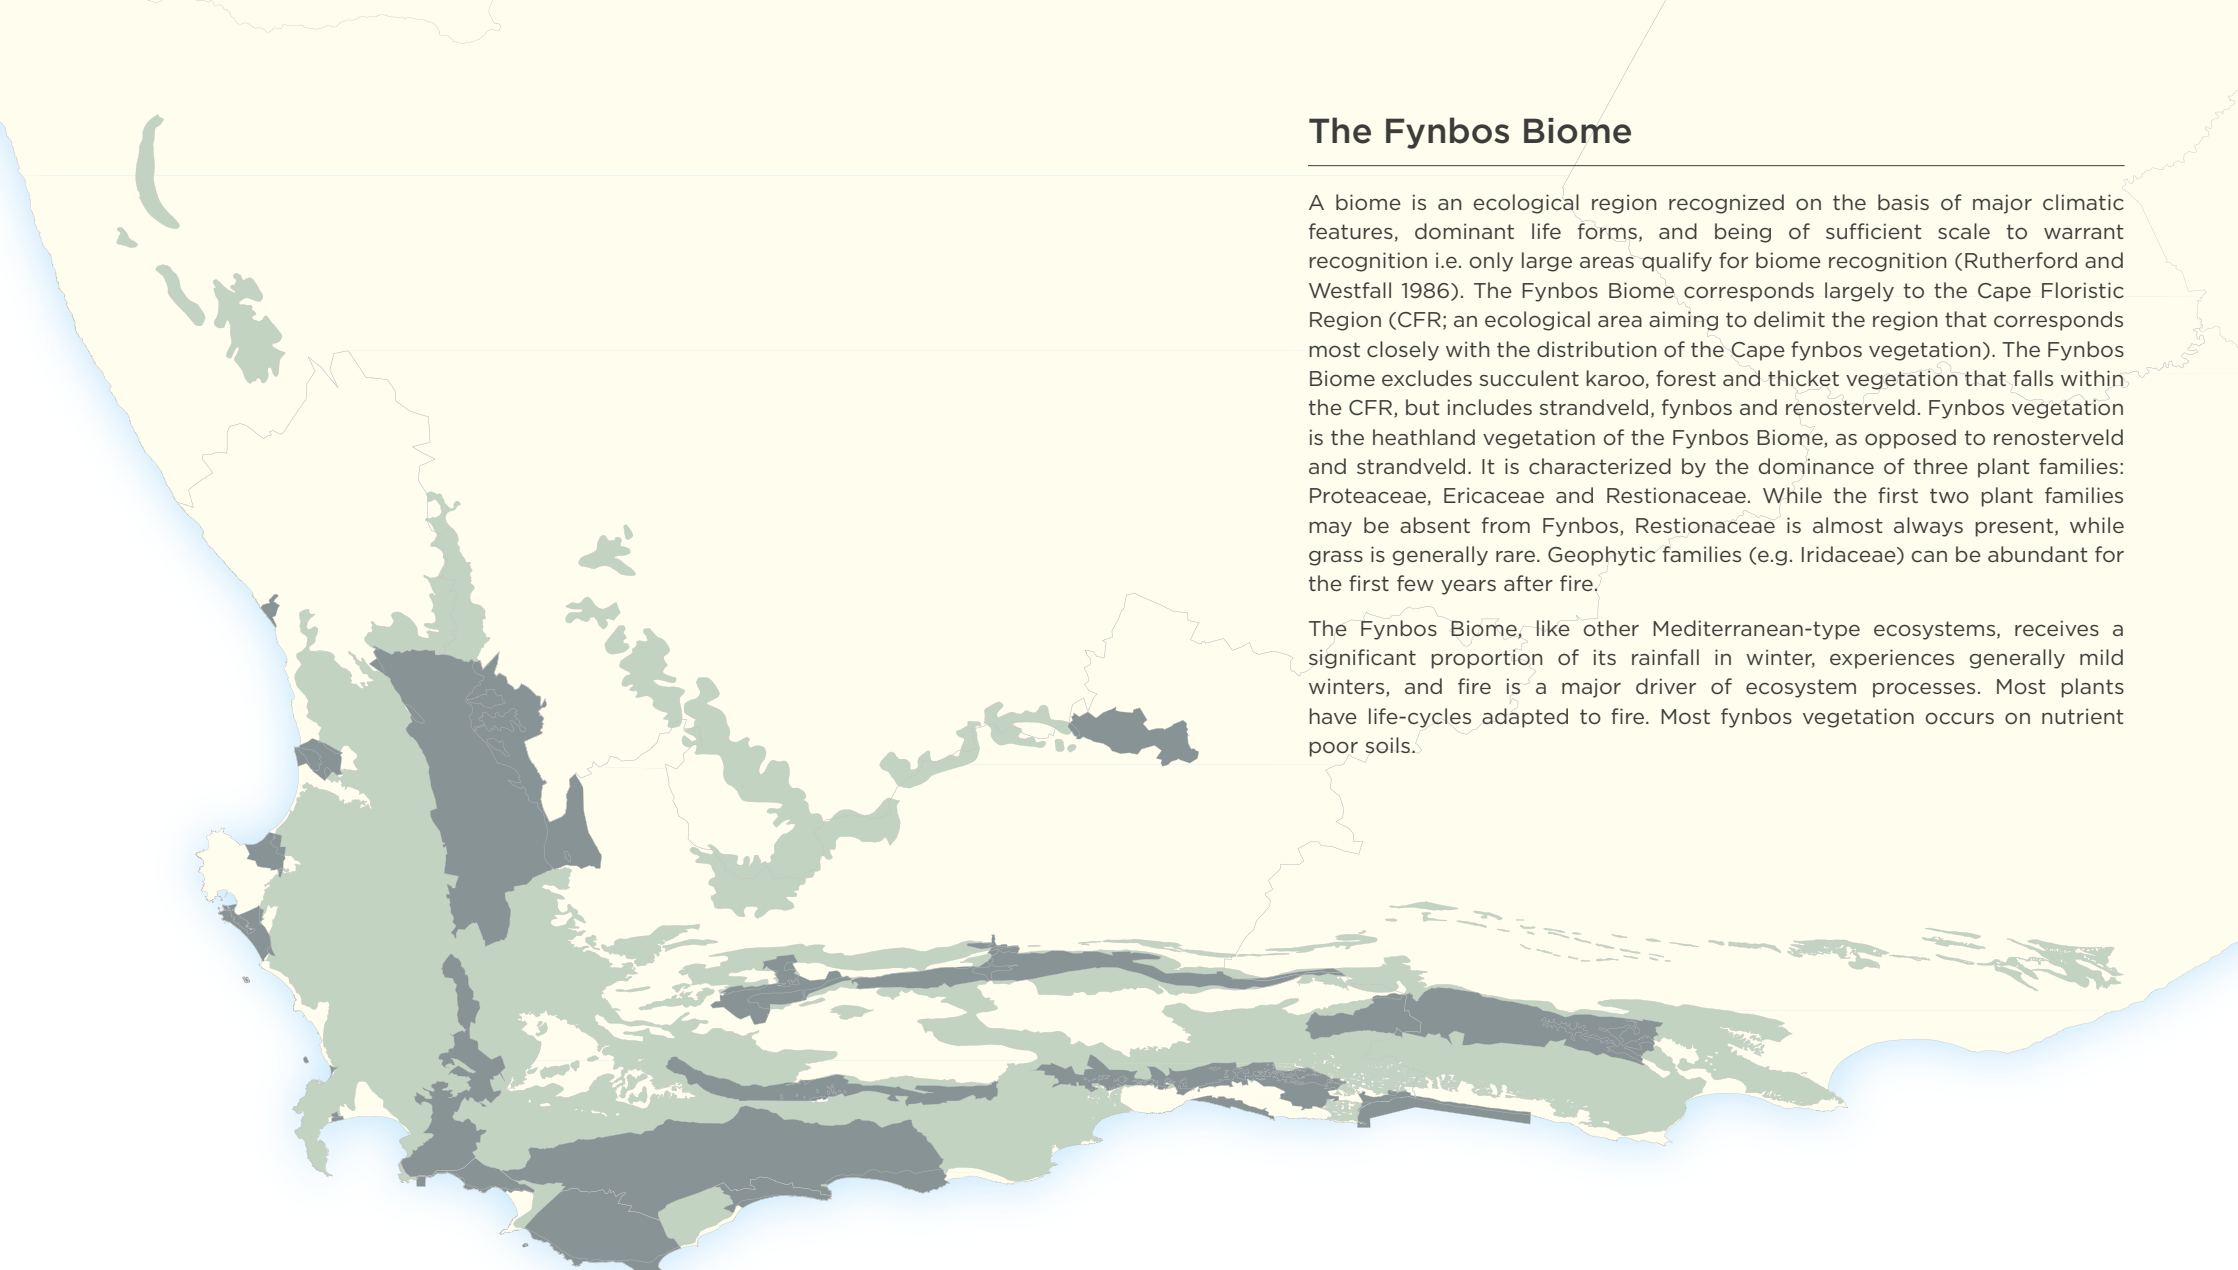 The Fynbos Biome
A biome is an ecological region recognized on the basis of major climatic
features, dominant life forms, and being of sufficient scale to warrant
recognition i.e. only large areas qualify for biome recognition (Rutherford and
Westfall 1986). The Fynbos Biome corresponds largely to the Cape Floristic
Region (CFR; an ecological area aiming to delimit the region that corresponds
most closely with the distribution of the Cape fynbos vegetation). The Fynbos
Biome excludes succulent karoo, forest and thicket vegetation that falls within
the CFR, but includes strandveld, fynbos and renosterveld. Fynbos vegetation
is the heathland vegetation of the Fynbos Biome, as opposed to renosterveld
and strandveld. It is characterized by the dominance of three plant families:
Proteaceae, Ericaceae and Restionaceae. While the first two plant families
may be absent from Fynbos, Restionaceae is almost always present, while
grass is generally rare. Geophytic families (e.g. Iridaceae) can be abundant for
the first few years after fire.
The Fynbos Biome, like other Mediterranean-type ecosystems, receives a
significant proportion of its rainfall in winter, experiences generally mild
winters, and fire is a major driver of ecosystem processes. Most plants
have life-cycles adapted to fire. Most fynbos vegetation occurs on nutrient
poor soils.